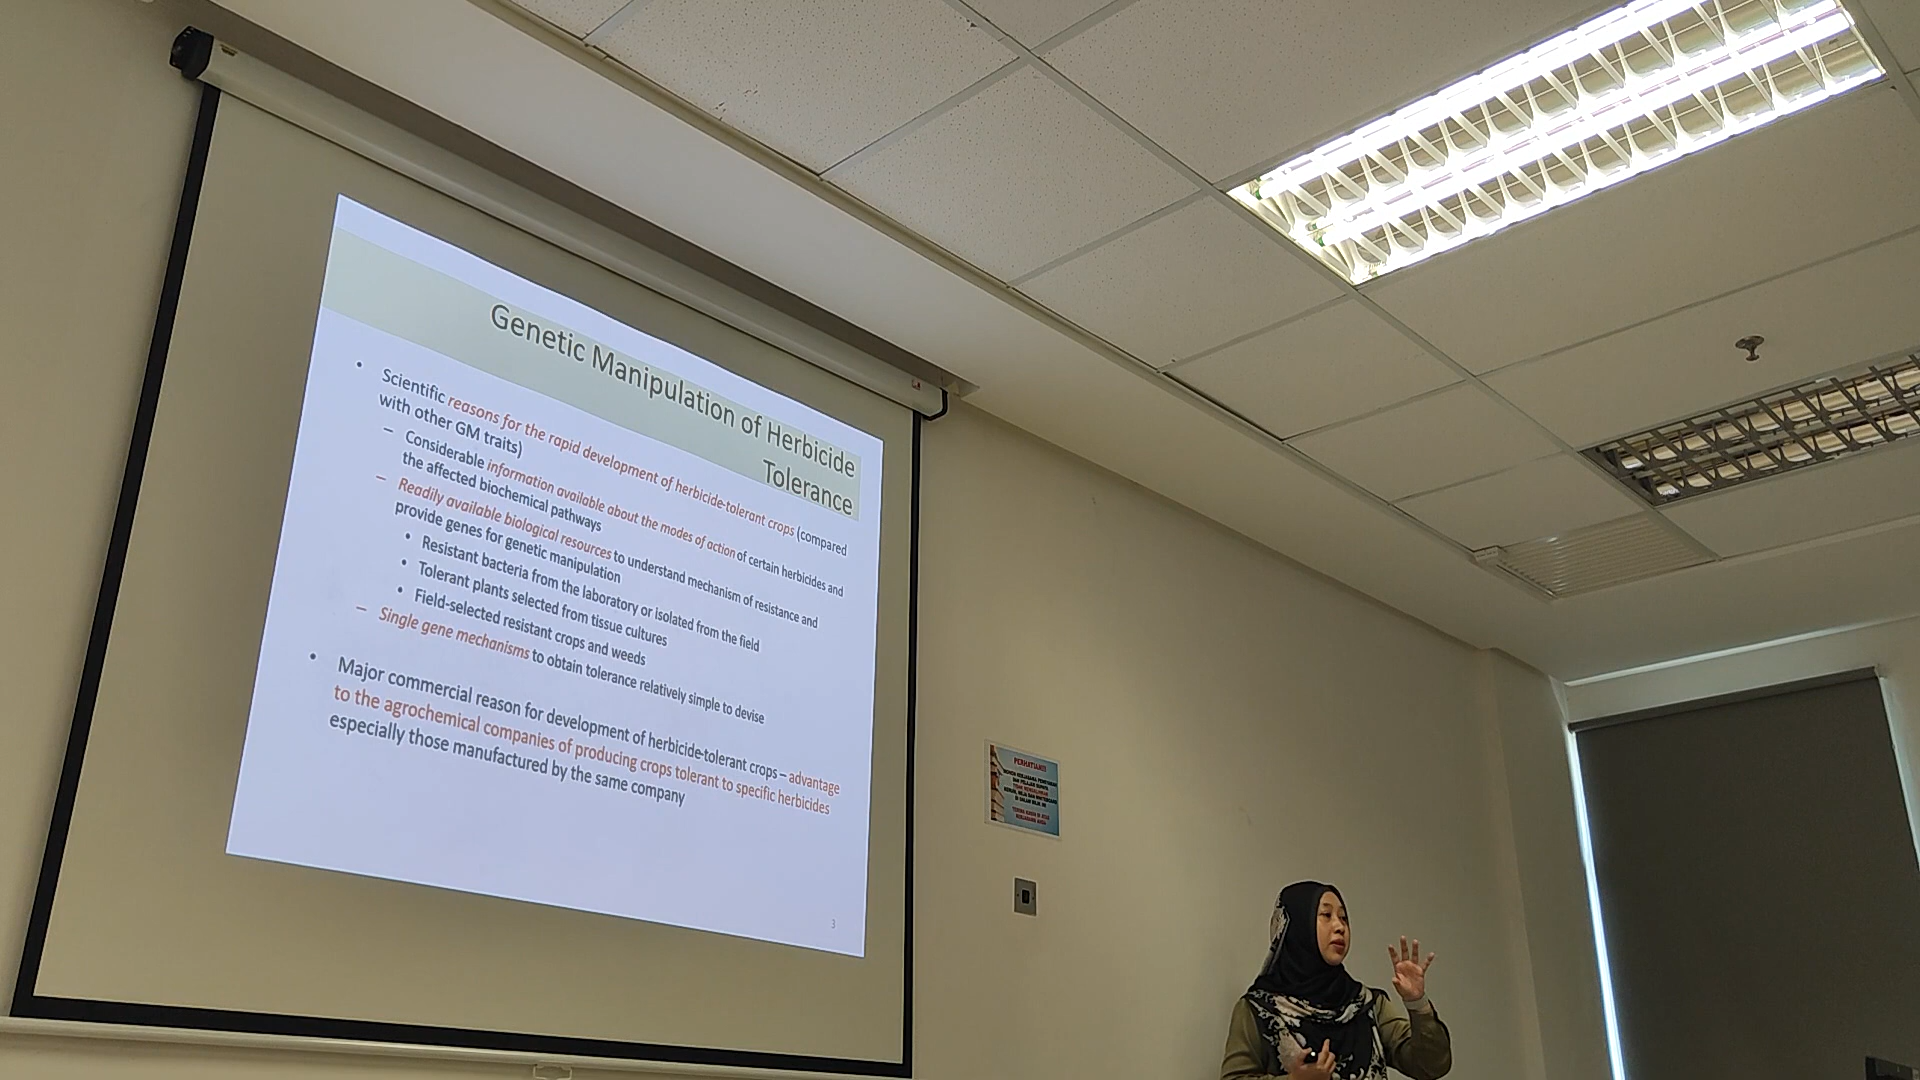 Genetic Manipulation of Herbicide
Tolerance
• Scientific reasons for the rapid development of herbicide-tolerant crops (compared
with other GM traits)
– Considerable information available about the modes of action of certain herbicides and
the affected biochemical pathways
– Readily available biological resources to understand mechanism of resistance and
provide genes for genetic manipulation
• Resistant bacteria from the laboratory or isolated from the field
• Tolerant plants selected from tissue cultures
• Field-selected resistant crops and weeds
– Single gene mechanisms to obtain tolerance relatively simple to devise
• Major commercial reason for development of herbicide-tolerant crops – advantage
to the agrochemical companies of producing crops tolerant to specific herbicides
especially those manufactured by the same company
3
PERHATIAN!!